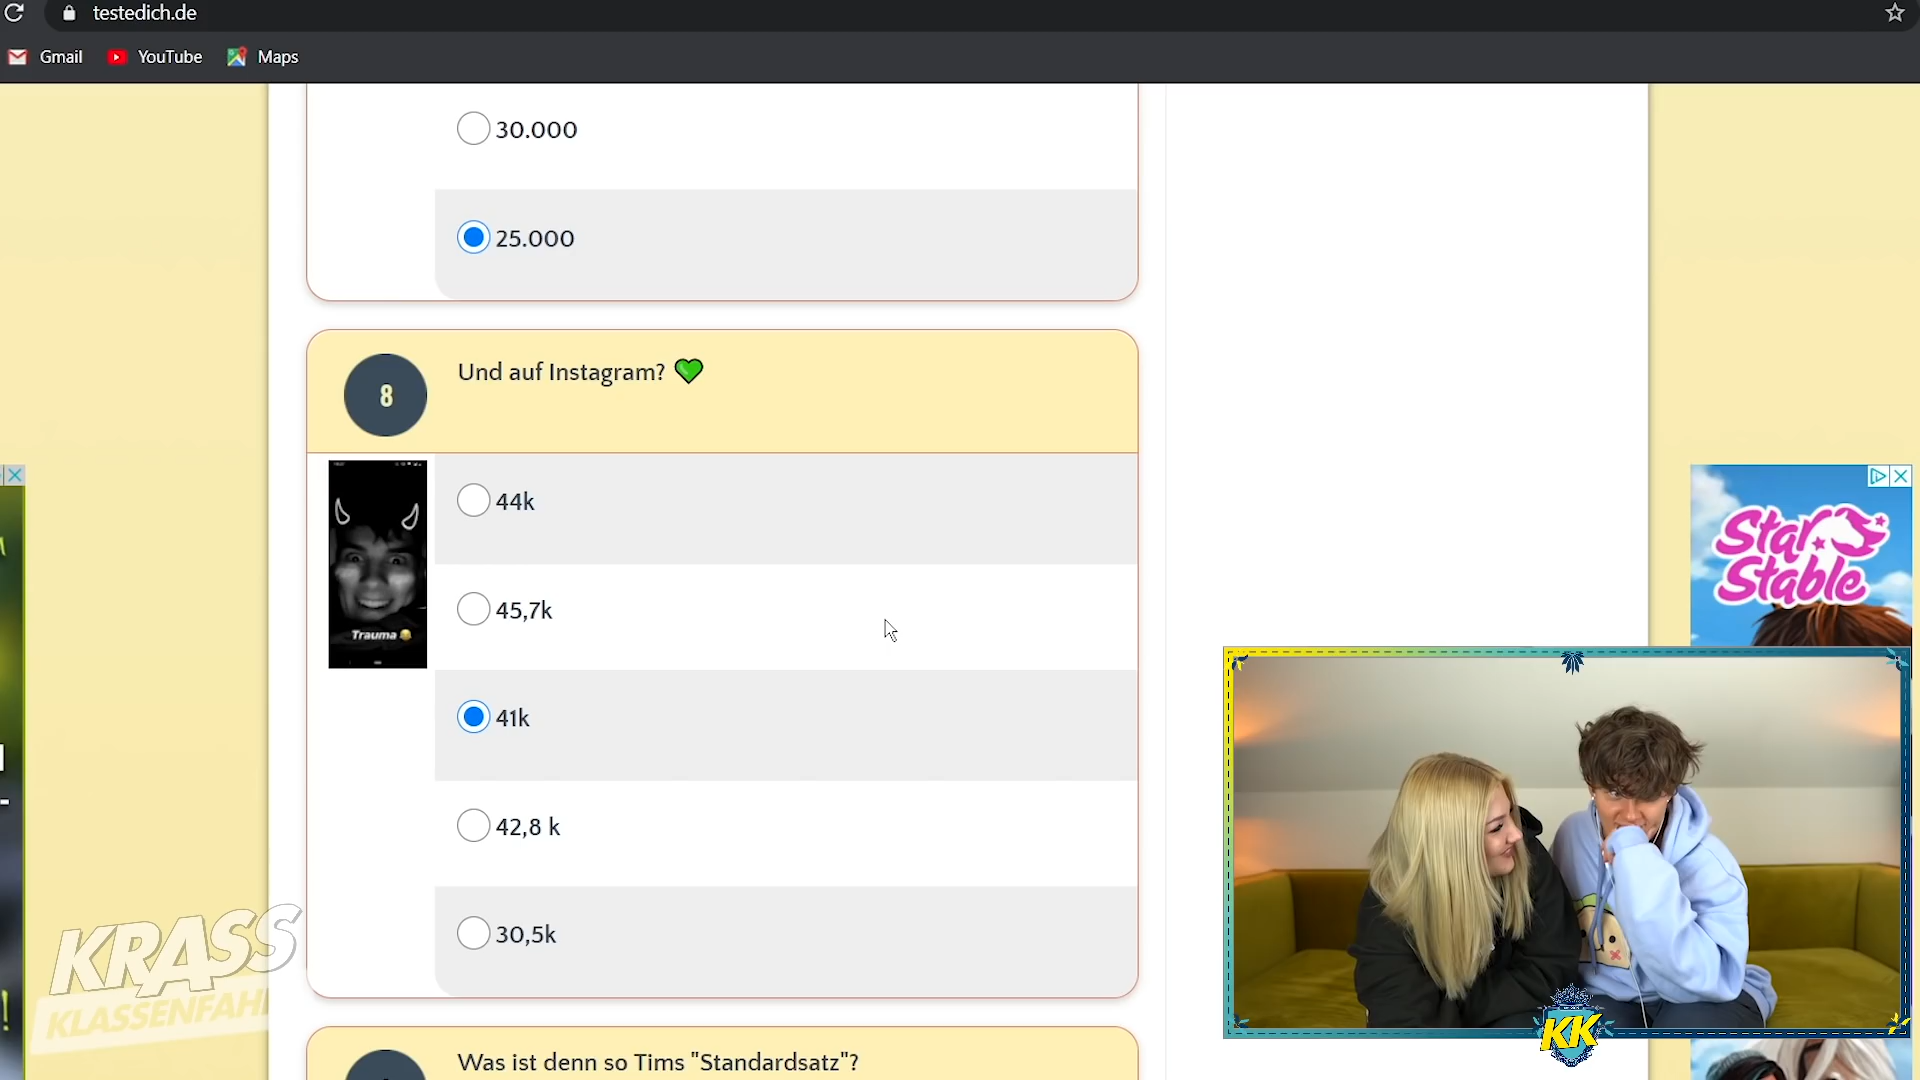 testedich.de
Gmail
YouTube
Maps
30.000
25.000
8
Und auf Instagram? 💚
44k
45,7k
41k
42,8 k
30,5k
Trauma 😂
Star
Stable
KRASS
KLASSENFAH
KK
Was ist denn so Tims "Standardsatz"?